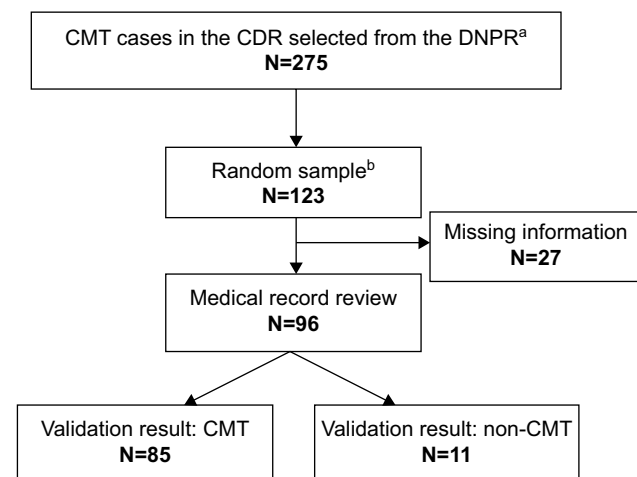 CMT cases in the CDR selected from the DNPRᵃ
N=275
Random sampleᵇ
N=123
Missing information
N=27
Medical record review
N=96
Validation result: CMT
N=85
Validation result: non-CMT
N=11